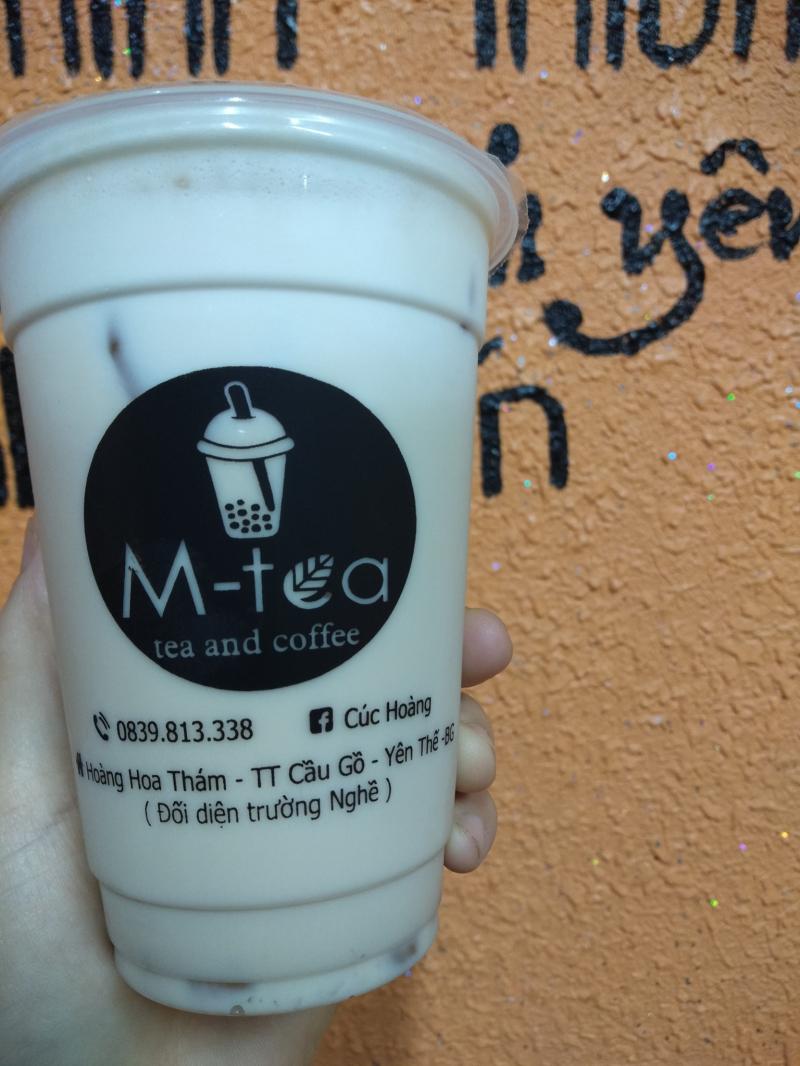 yên
M-tea
tea and coffee
0839.813.338
Cúc Hoàng
Hoàng Hoa Thám - TT Cầu Gồ - Yên Thế -BG
( Đối diện trường Nghề )